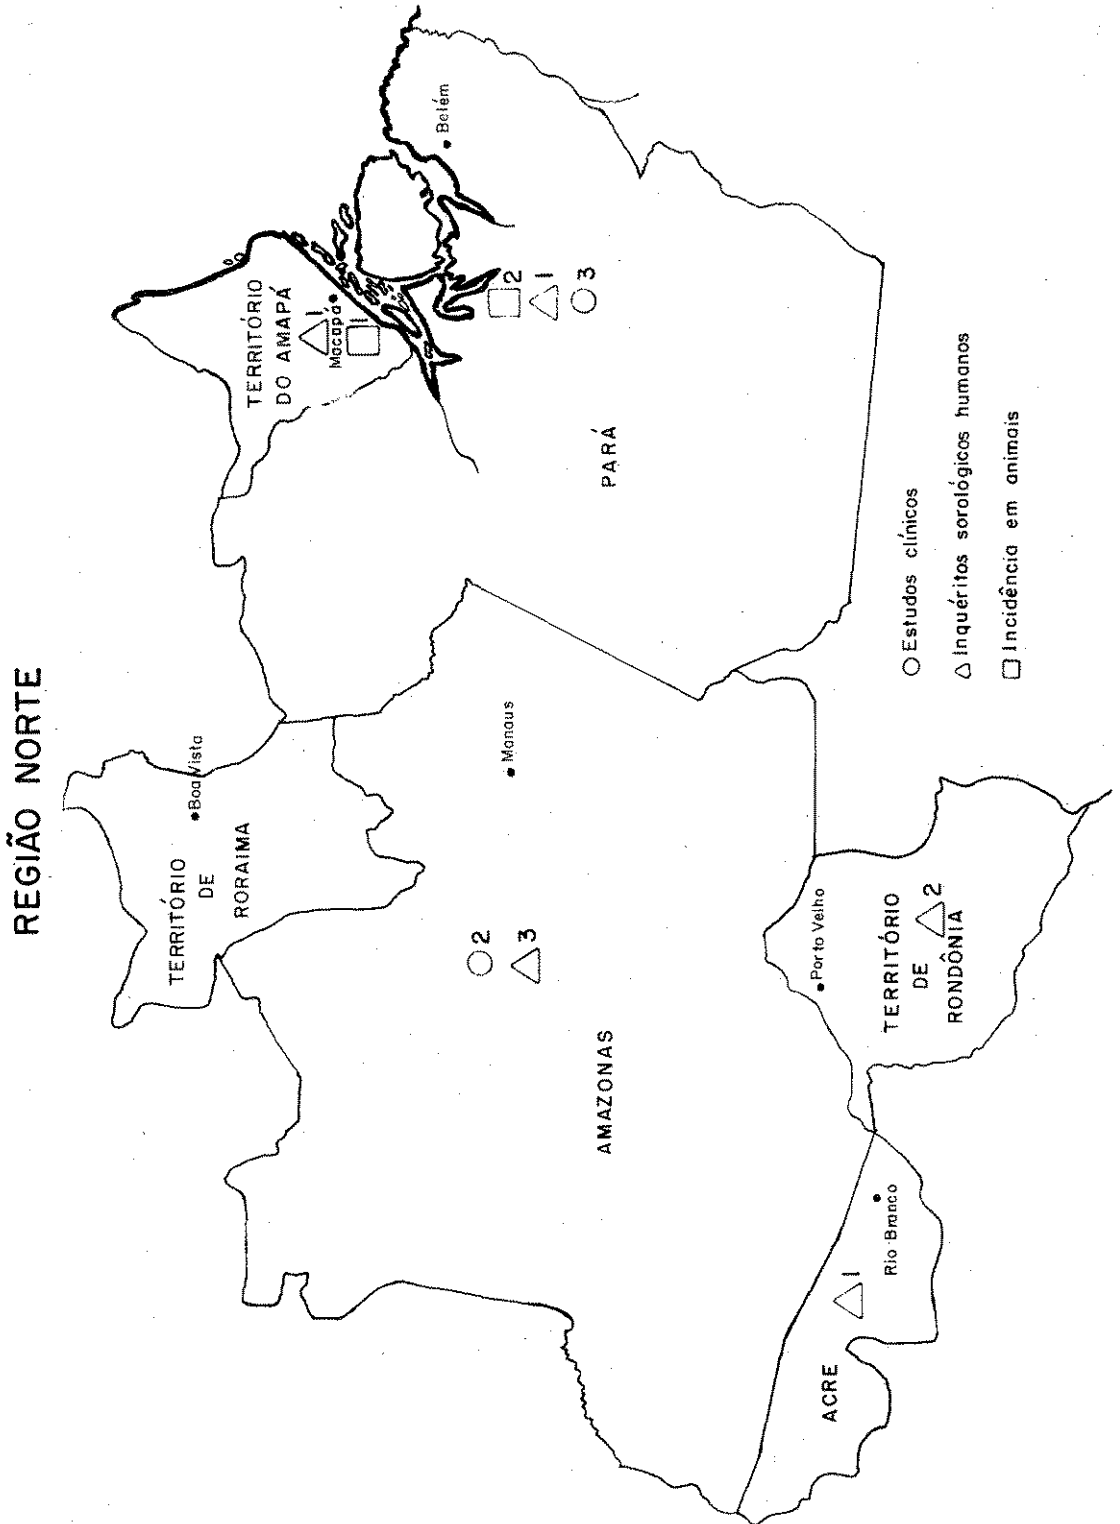 REGIÃO NORTE
TERRITÓRIO
DE
RORAIMA
Boa Vista
TERRITÓRIO
DO AMAPÁ
1
Macapá
1
Belém
2
1
3
PARÁ
Manaus
2
3
AMAZONAS
Porto Velho
TERRITÓRIO
DE
RONDÔNIA
2
ACRE
1
Rio Branco
Estudos clínicos
Inquéritos sorológicos humanos
Incidência em animais